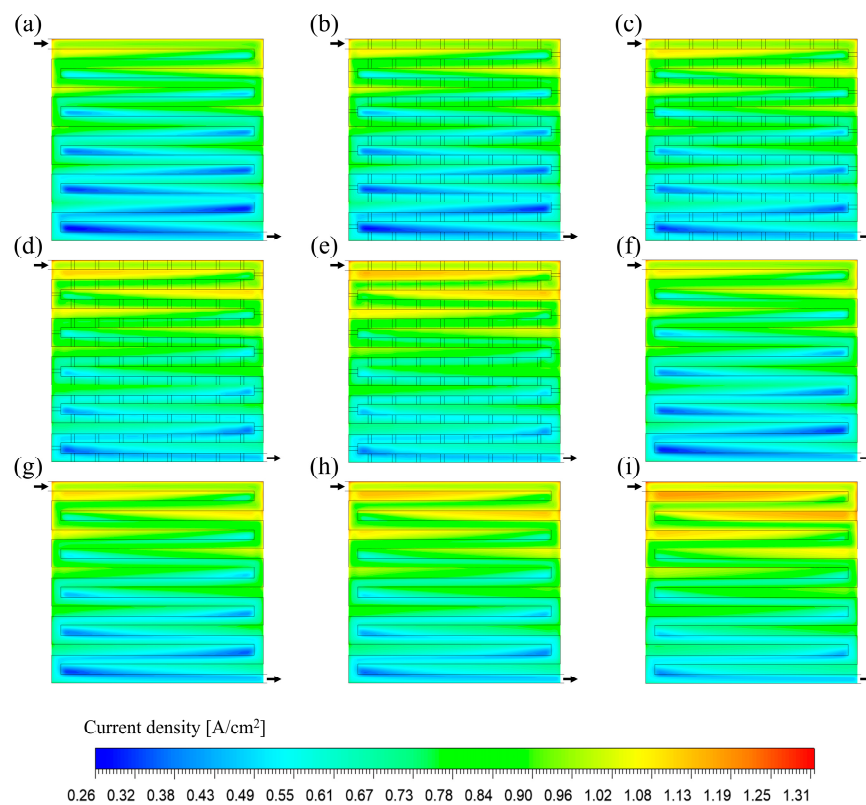 (a) (b) (c)
(d) (e) (f)
(g) (h) (i)
Current density [A/cm²]
0.26 0.32 0.38 0.43 0.49 0.55 0.61 0.67 0.73 0.78 0.84 0.90 0.96 1.02 1.08 1.13 1.19 1.25 1.31